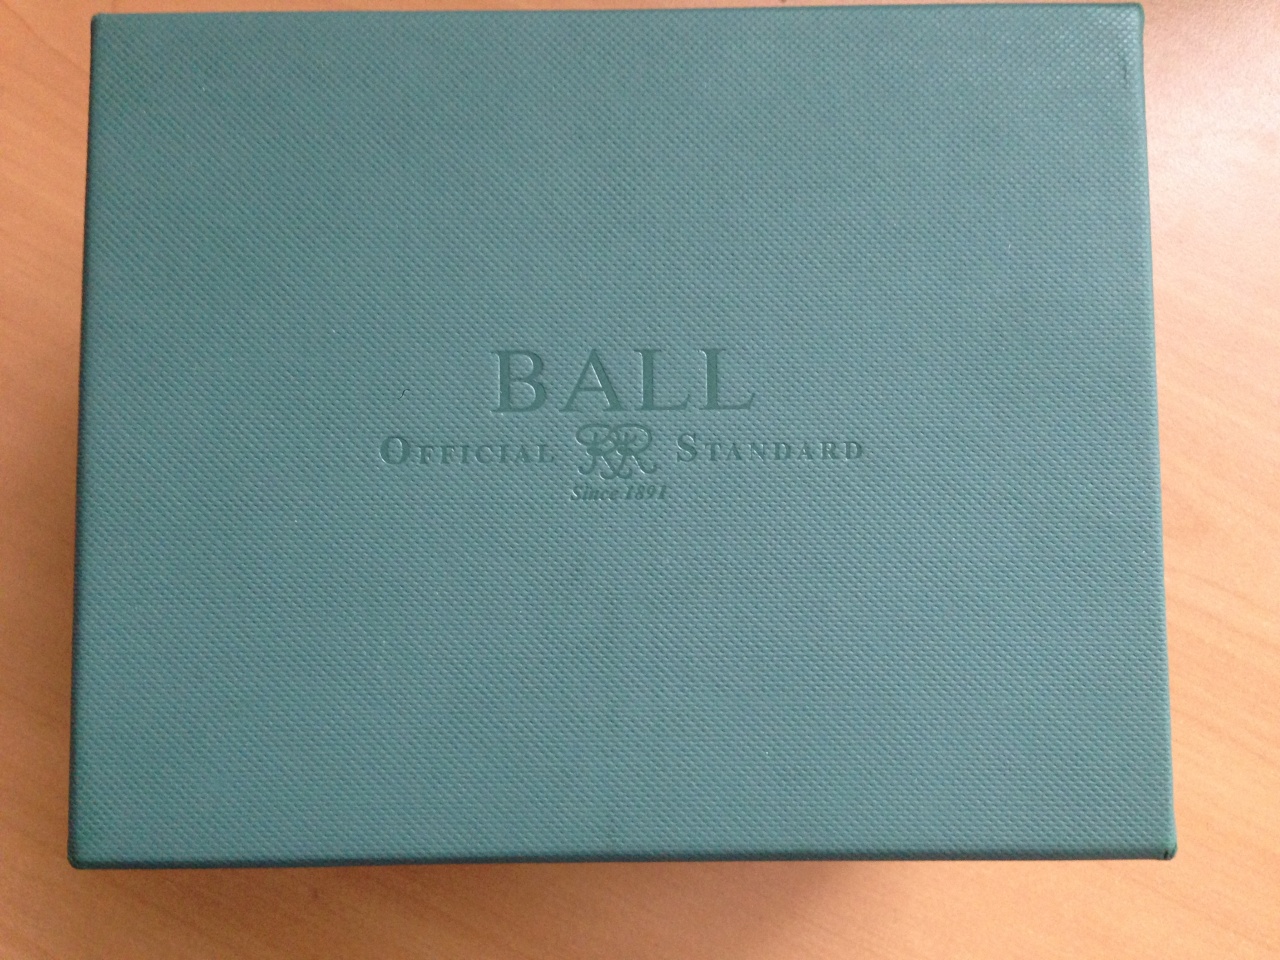 BALL
OFFICIAL RR STANDARD
Since 1891